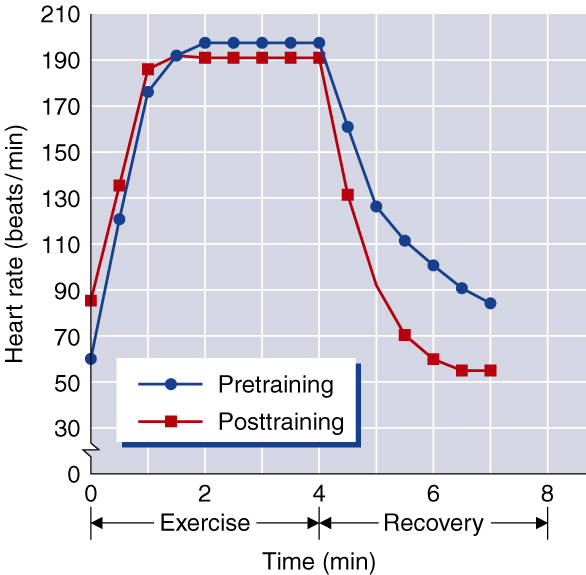 210
190
170
150
130
110
90
70
50
30
0
Heart rate (beats/min)
Pretraining
Posttraining
0 2 4 6 8
Exercise Recovery
Time (min)